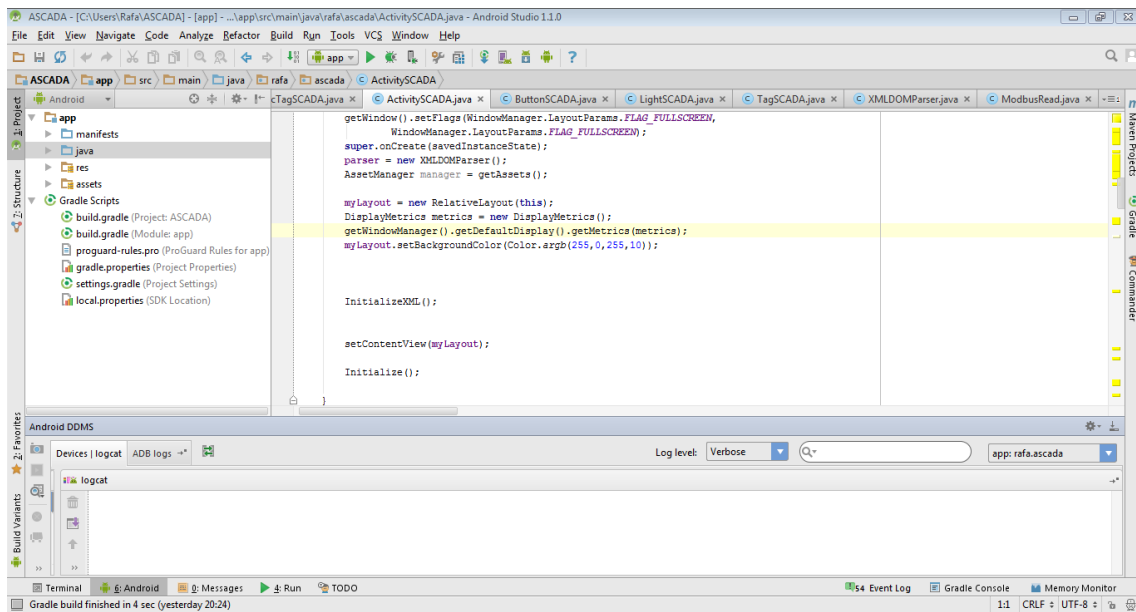 ASCADA - [C:\Users\Rafa\ASCADA] - [app] - ...\app\src\main\java\rafa\ascada\ActivitySCADA.java - Android Studio 1.1.0
File Edit View Navigate Code Analyze Refactor Build Run Tools VCS Window Help
app
ASCADA app src main java rafa ascada ActivitySCADA
Android
cTagSCADA.java ActivitySCADA.java ButtonSCADA.java LightSCADA.java TagSCADA.java XMLDOMParser.java ModbusRead.java
1: Project
7: Structure
2: Favorites
Build Variants
app
manifests
java
res
assets
Gradle Scripts
build.gradle (Project: ASCADA)
build.gradle (Module: app)
proguard-rules.pro (ProGuard Rules for app)
gradle.properties (Project Properties)
settings.gradle (Project Settings)
local.properties (SDK Location)
getWindow().setFlags(WindowManager.LayoutParams.FLAG_FULLSCREEN,
WindowManager.LayoutParams.FLAG_FULLSCREEN);
super.onCreate(savedInstanceState);
parser = new XMLDOMParser();
AssetManager manager = getAssets();
myLayout = new RelativeLayout(this);
DisplayMetrics metrics = new DisplayMetrics();
getWindowManager().getDefaultDisplay().getMetrics(metrics);
myLayout.setBackgroundColor(Color.argb(255,0,255,10));
InitializeXML();
setContentView(myLayout);
Initialize();
}
Maven Projects
Gradle
Commander
Android DDMS
Devices | logcat ADB logs Log level: Verbose app: rafa.ascada
logcat
Terminal 6: Android 0: Messages 4: Run TODO 54 Event Log Gradle Console Memory Monitor
Gradle build finished in 4 sec (yesterday 20:24) 1:1 CRLF UTF-8